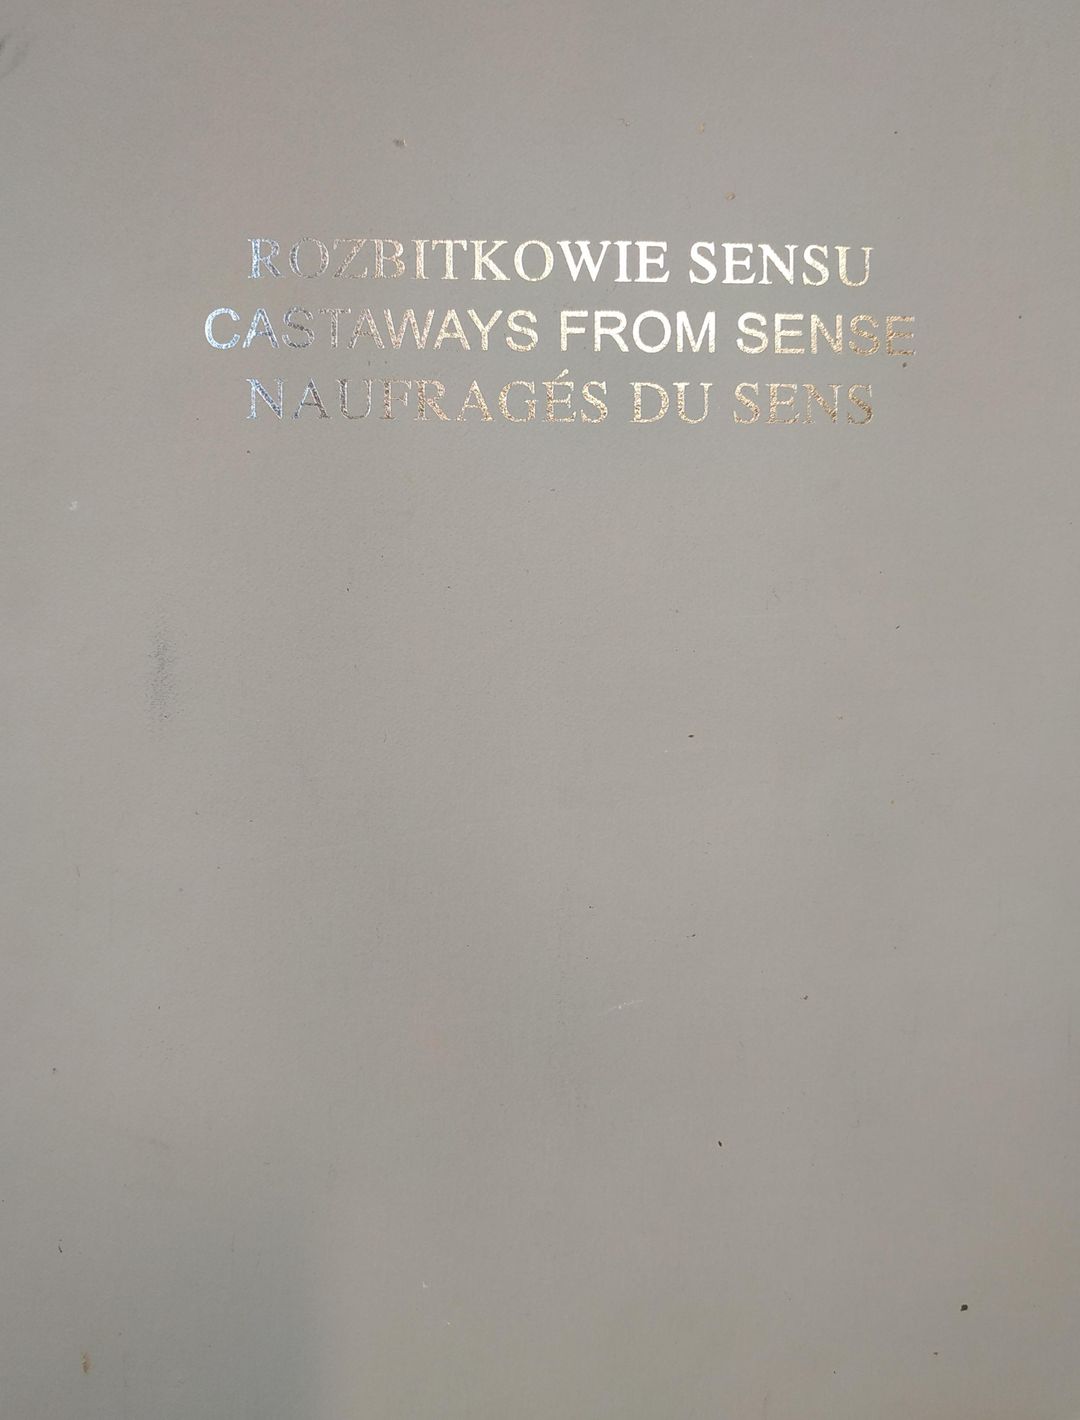 ROZBITKOWIE SENSU
CASTAWAYS FROM SENSE
NAUFRAGÉS DU SENS